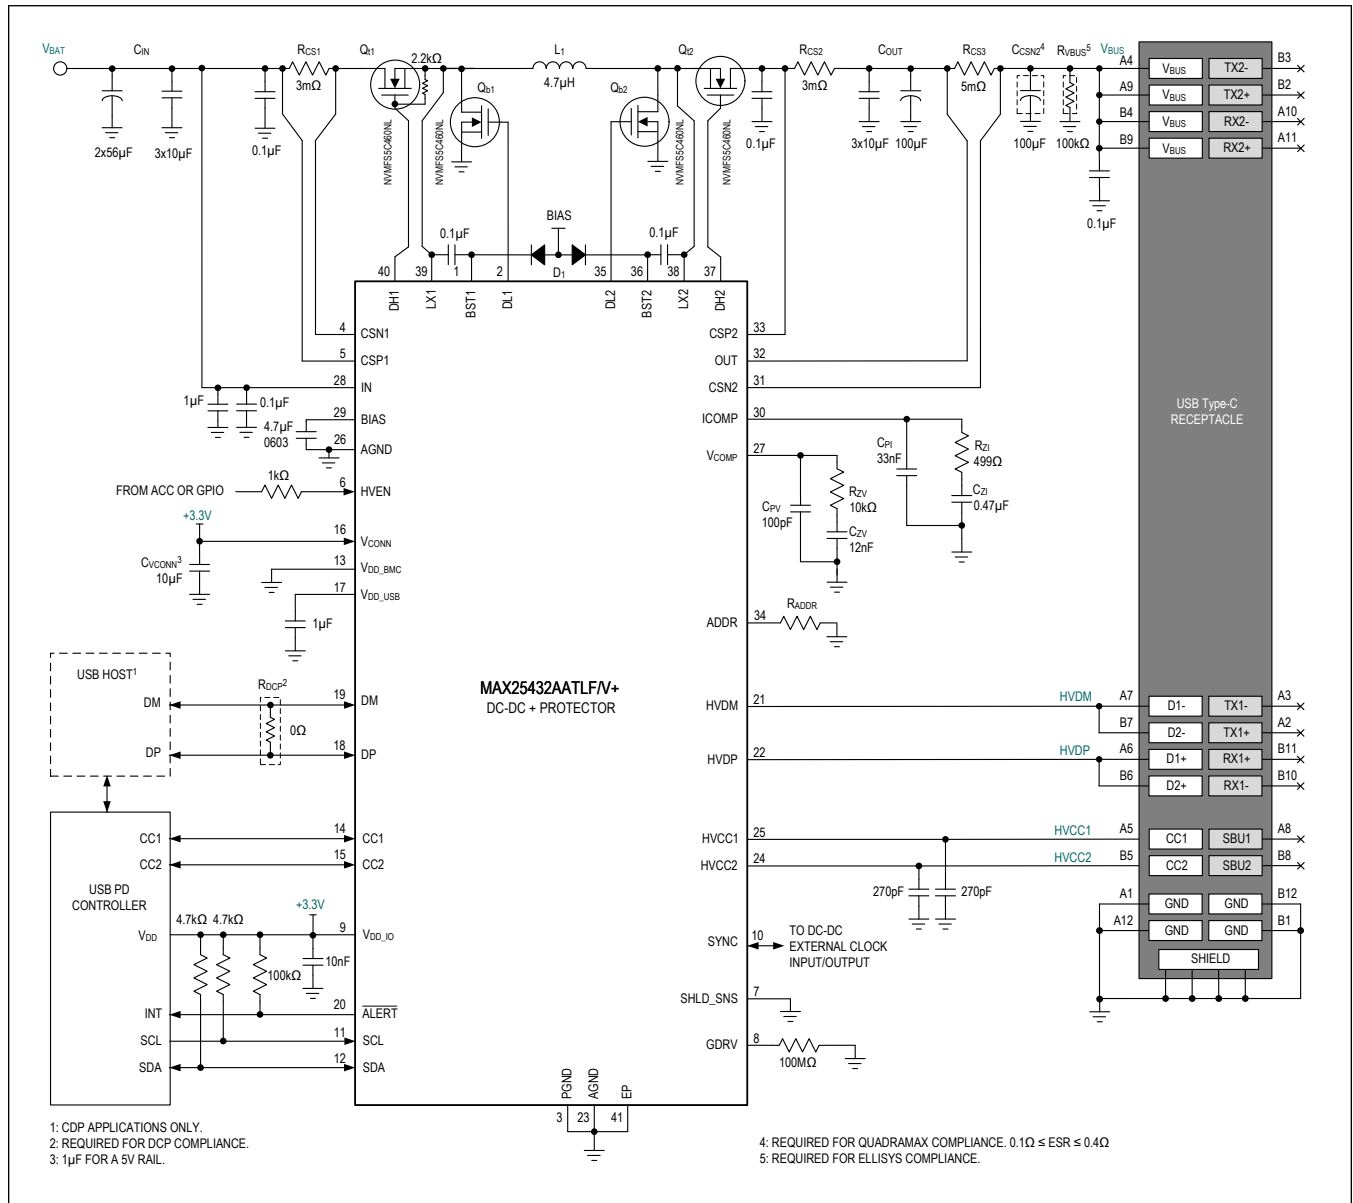 VBAT
CIN
RCS1
Qt1
2.2kΩ
L1
Qt2
RCS2
COUT
RCS3
CCSN2⁴
RVBUS⁵
VBUS
3mΩ
4.7µH
3mΩ
5mΩ
Qb1
Qb2
2x56µF
3x10µF
0.1µF
NVMFS5C460NL
NVMFS5C460NL
NVMFS5C460NL
NVMFS5C460NL
0.1µF
3x10µF
100µF
100µF
100kΩ
0.1µF
A4 VBUS TX2- B3
A9 VBUS TX2+ B2
B4 VBUS RX2- A10
B9 VBUS RX2+ A11
BIAS
0.1µF
0.1µF
D1
40 39 1 2 35 36 38 37
DH1 LX1 BST1 DL1 DL2 BST2 LX2 DH2
4 CSN1
5 CSP1
28 IN
1µF 0.1µF
29 BIAS
4.7µF
0603
26 AGND
1kΩ
FROM ACC OR GPIO
6 HVEN
+3.3V
16 VCONN
CVCONN³
10µF
13 VDD_BMC
17 VDD_USB
1µF
CSP2 33
OUT 32
CSN2 31
ICOMP 30
CPI
33nF
RZI
499Ω
CZI
0.47µF
VCOMP 27
CPV
100pF
RZV
10kΩ
CZV
12nF
ADDR 34
RADDR
USB Type-C
RECEPTACLE
MAX25432AATLF/V+
DC-DC + PROTECTOR
USB HOST¹
DM
DP
RDCP²
0Ω
19 DM
18 DP
HVDM 21
HVDP 22
HVDM
HVDP
A7 D1- TX1- A3
B7 D2- TX1+ A2
A6 D1+ RX1+ B11
B6 D2+ RX1- B10
CC1 14 CC1
CC2 15 CC2
HVCC1 25
HVCC2 24
HVCC1
HVCC2
A5 CC1 SBU1 A8
B5 CC2 SBU2 B8
270pF 270pF
A1 GND GND B12
A12 GND GND B1
SHIELD
USB PD
CONTROLLER
VDD
4.7kΩ 4.7kΩ
+3.3V
9 VDD_IO
100kΩ
10nF
INT 20 ALERT
SCL 11 SCL
SDA 12 SDA
SYNC 10
TO DC-DC
EXTERNAL CLOCK
INPUT/OUTPUT
SHLD_SNS 7
GDRV 8
100MΩ
PGND AGND EP
3 23 41
1: CDP APPLICATIONS ONLY.
2: REQUIRED FOR DCP COMPLIANCE.
3: 1µF FOR A 5V RAIL.
4: REQUIRED FOR QUADRAMAX COMPLIANCE. 0.1Ω ≤ ESR ≤ 0.4Ω
5: REQUIRED FOR ELLISYS COMPLIANCE.